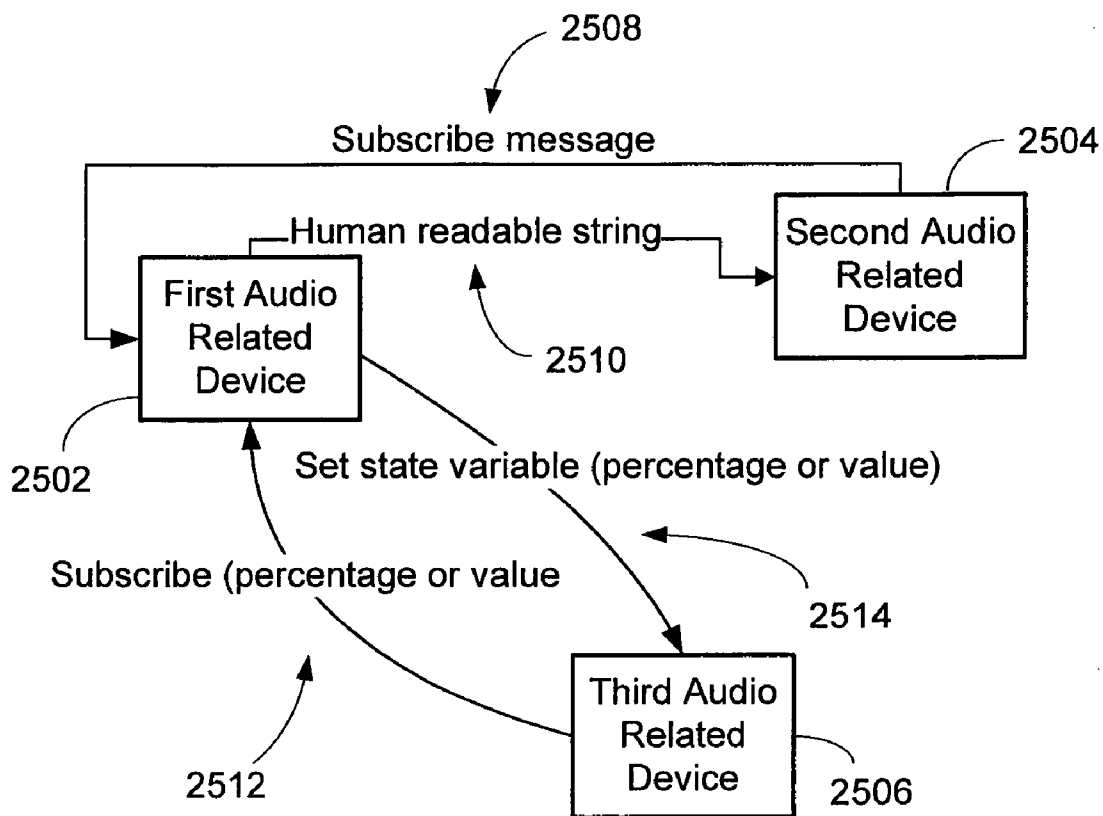 2508
Subscribe message
2504
Human readable string
Second Audio
Related
Device
First Audio
Related
Device
2510
2502
Set state variable (percentage or value)
Subscribe (percentage or value
2514
Third Audio
Related
Device
2512
2506